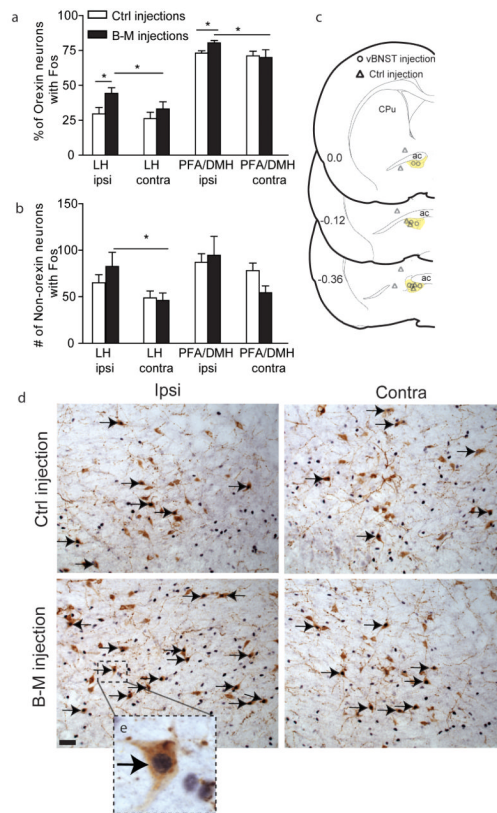 a
Ctrl injections
B-M injections
% of Orexin neurons
with Fos
100
75
50
25
0
*
*
*
*
LH
ipsi
LH
contra
PFA/DMH
ipsi
PFA/DMH
contra
b
# of Non-orexin neurons
with Fos
150
100
50
0
*
LH
ipsi
LH
contra
PFA/DMH
ipsi
PFA/DMH
contra
c
vBNST injection
Ctrl injection
CPu
ac
0.0
ac
-0.12
ac
-0.36
d
Ipsi
Contra
Ctrl injection
B-M injection
e